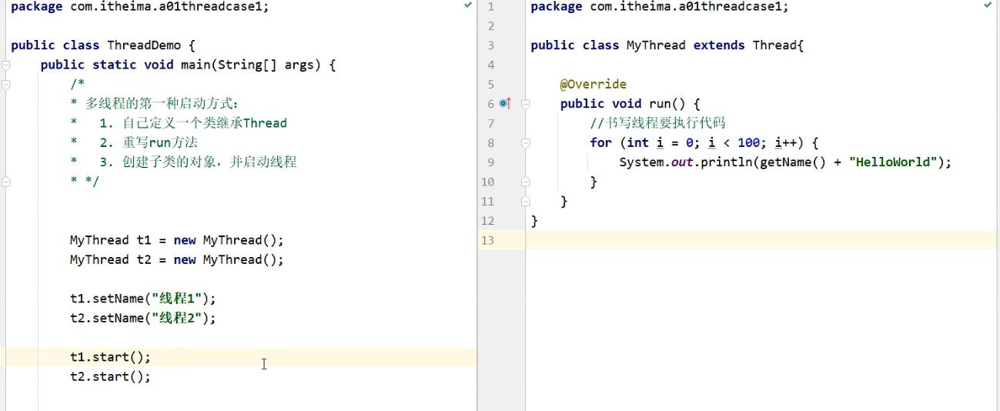 package com.itheima.a01threadcase1;
public class ThreadDemo {
public static void main(String[] args) {
/*
* 多线程的第一种启动方式：
* 1. 自己定义一个类继承Thread
* 2. 重写run方法
* 3. 创建子类的对象，并启动线程
* */
MyThread t1 = new MyThread();
MyThread t2 = new MyThread();
t1.setName("线程1");
t2.setName("线程2");
t1.start();
t2.start();
1 package com.itheima.a01threadcase1;
2
3 public class MyThread extends Thread{
4
5 @Override
6 public void run() {
7 //书写线程要执行代码
8 for (int i = 0; i < 100; i++) {
9 System.out.println(getName() + "HelloWorld");
10 }
11 }
12 }
13